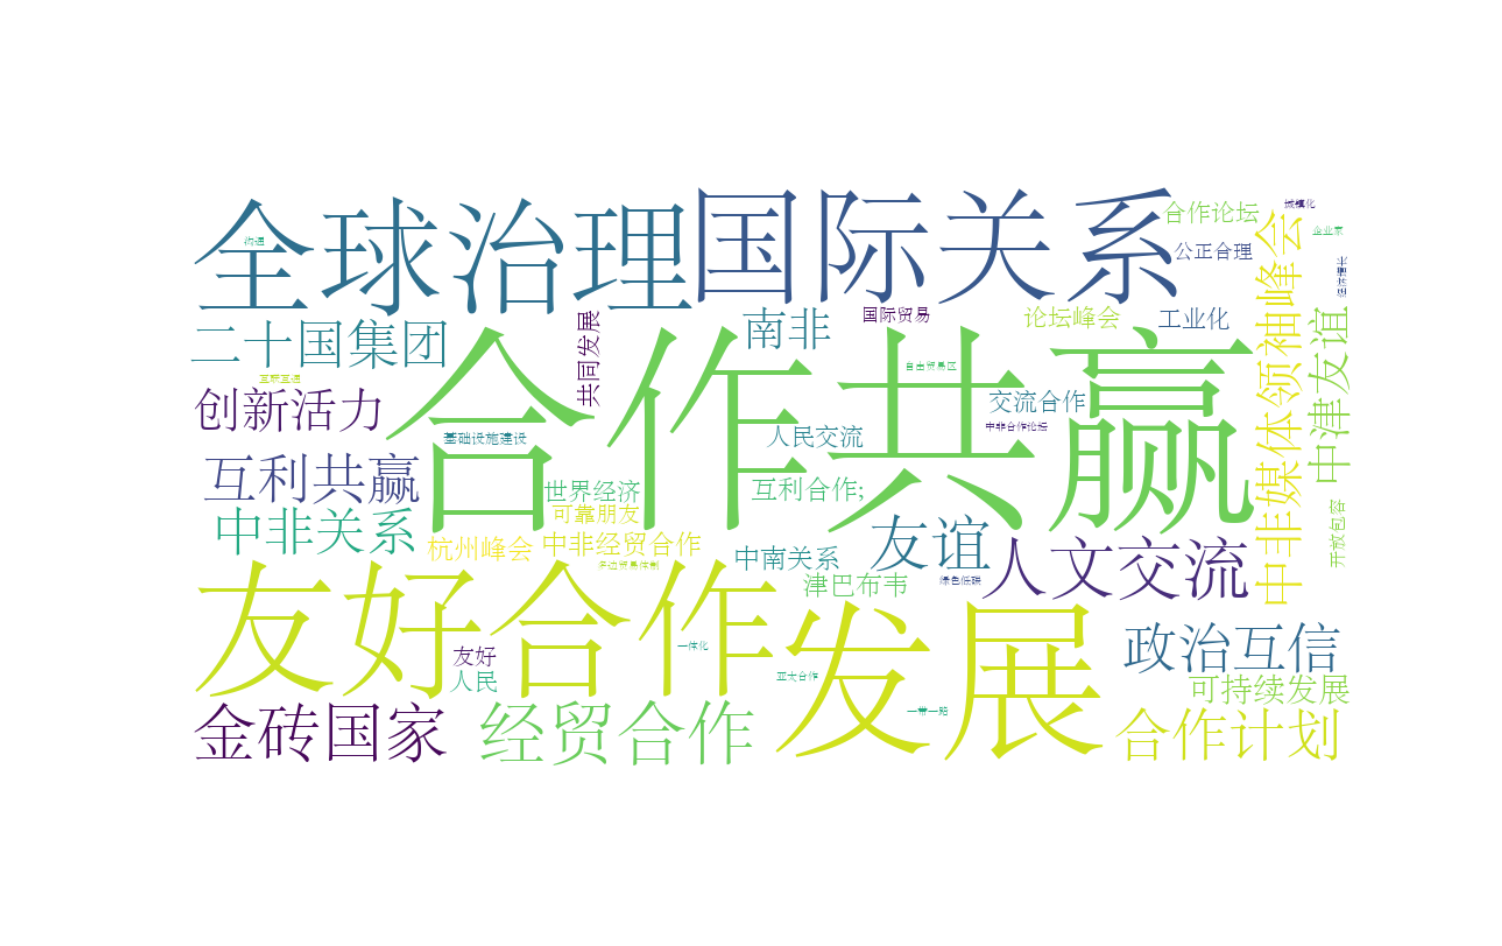 全球治理
国际关系
合作论坛
城镇化
企业家
沟通
公正合理
中非媒体领袖峰会
二十国集团
共同发展
南非
国际贸易
论坛峰会
工业化
中津友谊
互联互通
自由贸易区
创新活力
合作共赢
交流合作
基础设施建设
人民交流
中非合作论坛
互利共赢
世界经济
互利合作;
可靠朋友
开放包容
中非关系
杭州峰会
中非经贸合作
中南关系
友谊
人文交流
多边贸易体制
津巴布韦
绿色低碳
友好合作
发展
友好
一体化
政治互信
人民
亚太合作
可持续发展
金砖国家
经贸合作
一带一路
合作计划